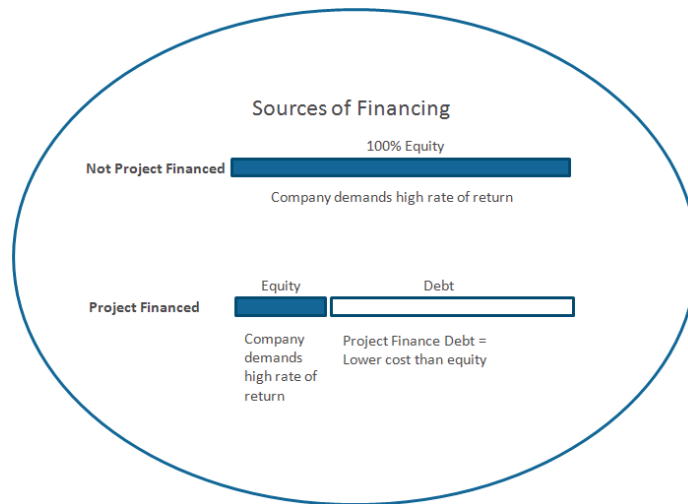 Sources of Financing
100% Equity
Not Project Financed
Company demands high rate of return
Equity
Debt
Project Financed
Company
demands
high rate of
return
Project Finance Debt =
Lower cost than equity